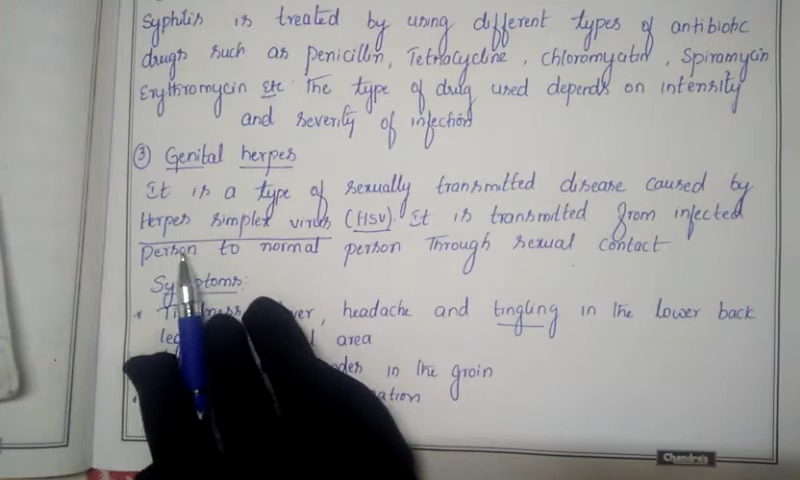 Syphilis is treated by using different types of antibiotic
drugs such as penicillin, Tetracycline, chloromycetin, Spiramycin
Erythromycin Etc The type of drug used depends on intensity
and severity of infection
③ Genital herpes
It is a type of sexually transmitted disease caused by
Herpes simplex virus (HSV). It is transmitted from infected
person to normal person Through sexual contact
Symptoms:
headache and tingling in the lower back
area
in the groin
Chandra's